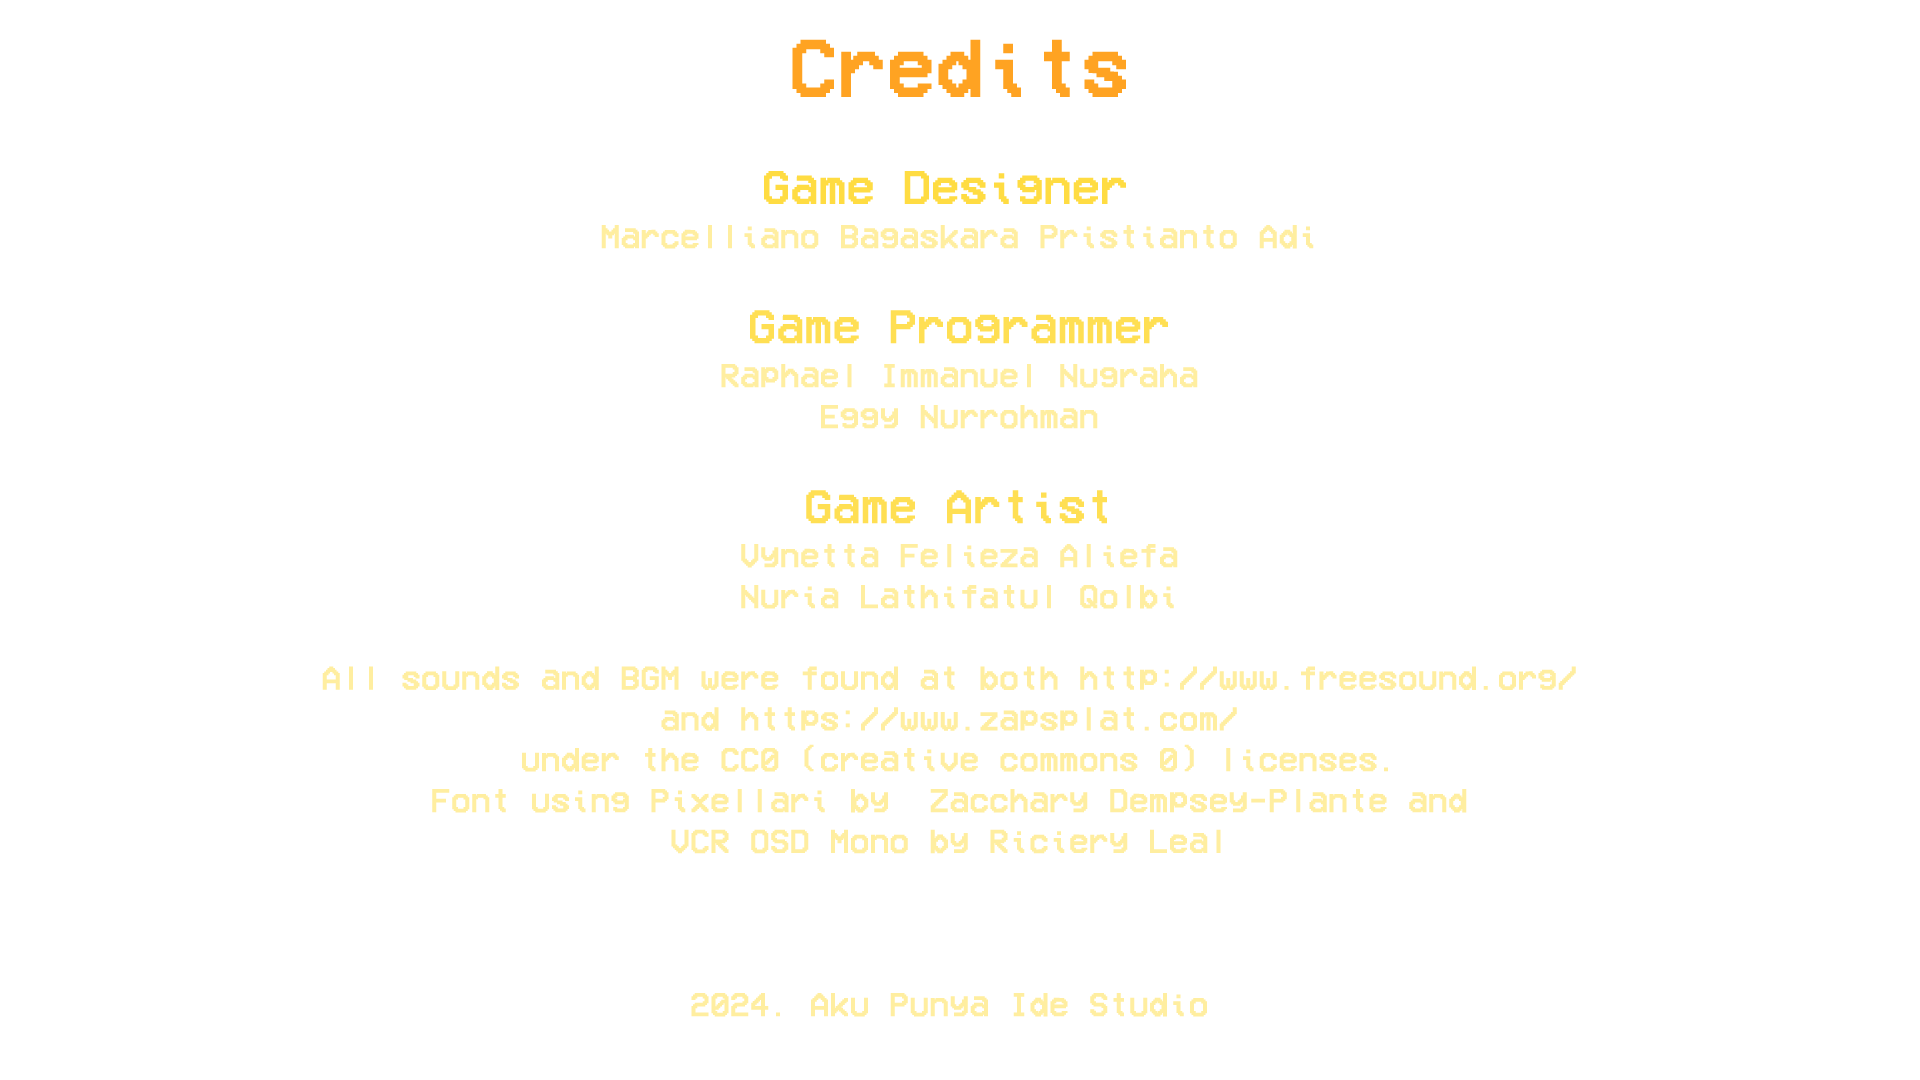 Credits
Game Designer
Marcelliano Bagaskara Pristianto Adi
Game Programmer
Raphael Immanuel Nugraha
Eggy Nurrohman
Game Artist
Vynetta Felieza Aliefa
Nuria Lathifatul Qolbi
All sounds and BGM were found at both http://www.freesound.org/
and https://www.zapsplat.com/
under the CC0 (creative commons 0) licenses.
Font using Pixellari by  Zacchary Dempsey-Plante and
VCR OSD Mono by Riciery Leal
2024. Aku Punya Ide Studio